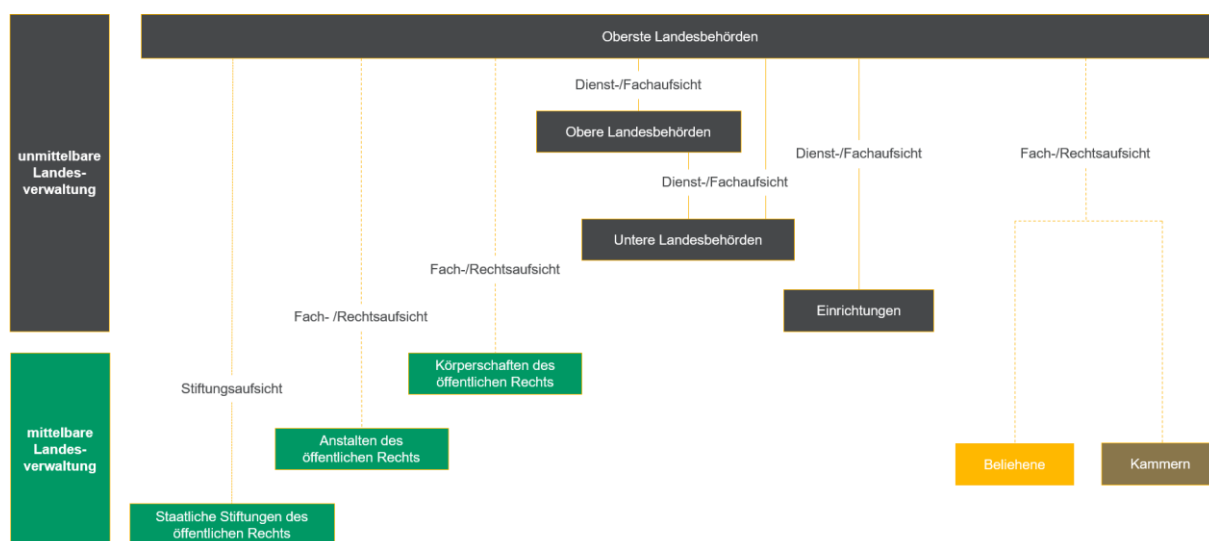 Oberste Landesbehörden
Dienst-/Fachaufsicht
Obere Landesbehörden
unmittelbare
Landes-
verwaltung
Dienst-/Fachaufsicht
Fach-/Rechtsaufsicht
Dienst-/Fachaufsicht
Untere Landesbehörden
Fach-/Rechtsaufsicht
Einrichtungen
Fach- /Rechtsaufsicht
Körperschaften des
öffentlichen Rechts
Stiftungsaufsicht
mittelbare
Landes-
verwaltung
Anstalten des
öffentlichen Rechts
Beliehene
Kammern
Staatliche Stiftungen des
öffentlichen Rechts